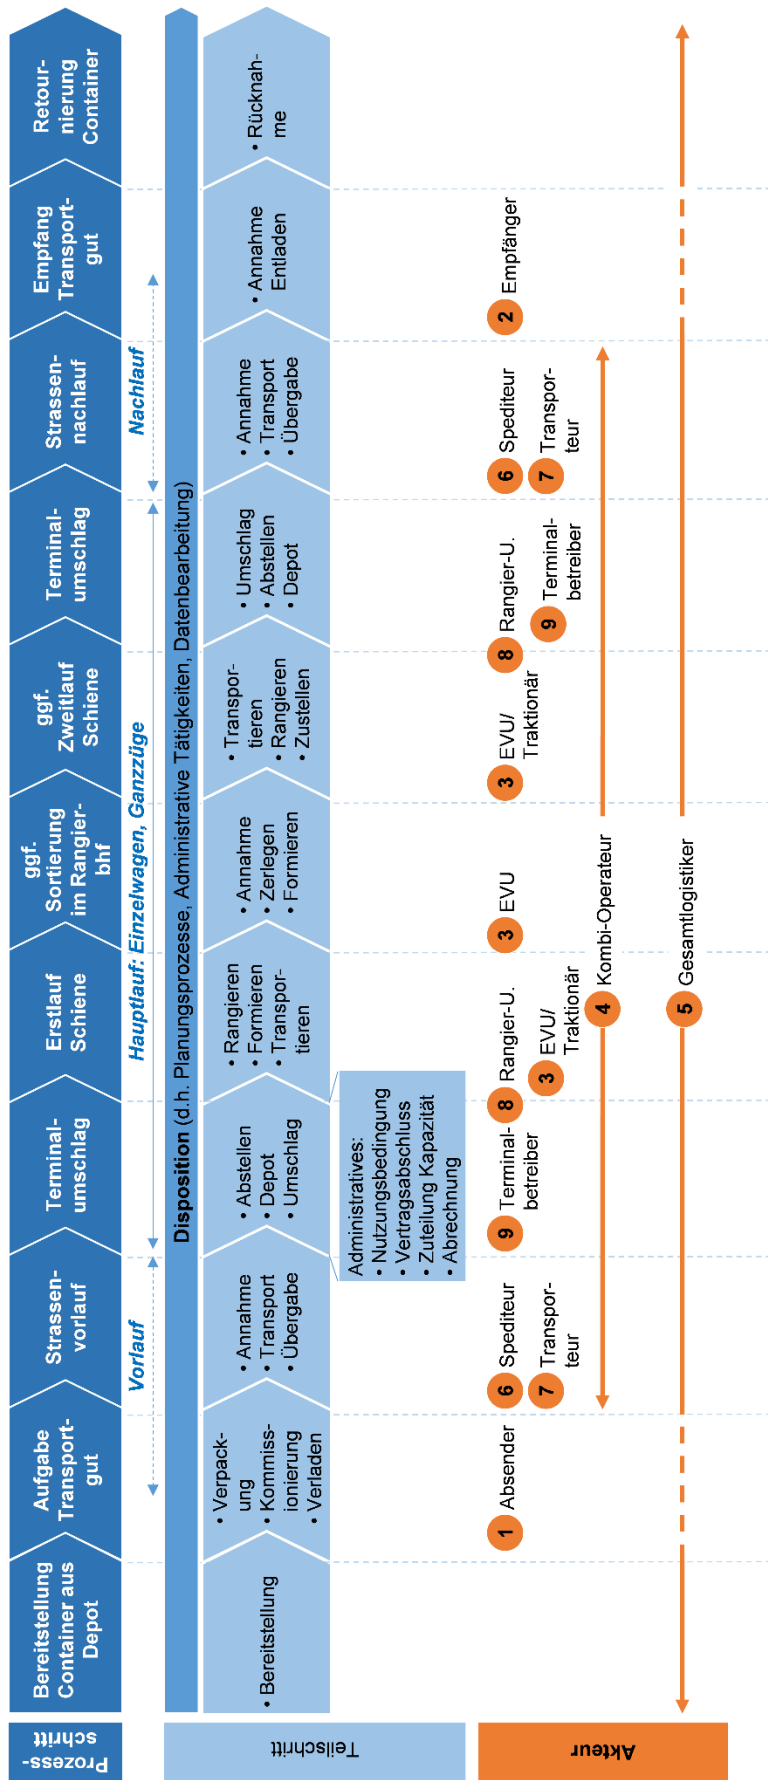 Prozess-
schritt
Bereitstellung
Container aus
Depot
Aufgabe
Transport-
gut
Strassen-
vorlauf
Terminal-
umschlag
Erstlauf
Schiene
ggf.
Sortierung
im Rangier-
bhf
ggf.
Zweitlauf
Schiene
Terminal-
umschlag
Strassen-
nachlauf
Empfang
Transport-
gut
Retour-
nierung
Container
Vorlauf
Hauptlauf: Einzelwagen, Ganzzüge
Nachlauf
Disposition (d.h. Planungsprozesse, Administrative Tätigkeiten, Datenbearbeitung)
Teilschritt
• Bereitstellung
• Verpack-
ung
• Kommiss-
ionierung
• Verladen
• Annahme
• Transport
• Übergabe
• Abstellen
• Depot
• Umschlag
• Rangieren
• Formieren
• Transpor-
tieren
• Annahme
• Zerlegen
• Formieren
• Transpor-
tieren
• Rangieren
• Zustellen
• Umschlag
• Abstellen
• Depot
• Annahme
• Transport
• Übergabe
• Annahme
Entladen
• Rücknah-
me
Administratives:
• Nutzungsbedingung
• Vertragsabschluss
• Zuteilung Kapazität
• Abrechnung
Akteur
1 Absender
6 Spediteur
7 Transpor-
teur
9 Terminal-
betreiber
8 Rangier-U.
3 EVU/
Traktionär
3 EVU
3 EVU/
Traktionär
8 Rangier-U.
9 Terminal-
betreiber
6 Spediteur
7 Transpor-
teur
2 Empfänger
4 Kombi-Operateur
5 Gesamtlogistiker